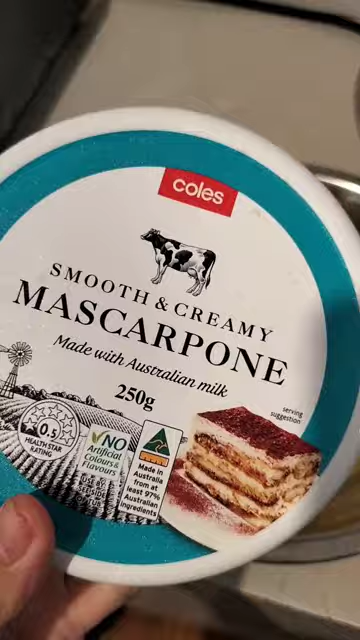 coles
SMOOTH & CREAMY
MASCARPONE
Made with Australian milk
250g
serving
suggestion
0.5
HEALTH STAR
RATING
NO
Artificial
Colours &
Flavours
Made in
Australia
from at
least 97%
Australian
ingredients